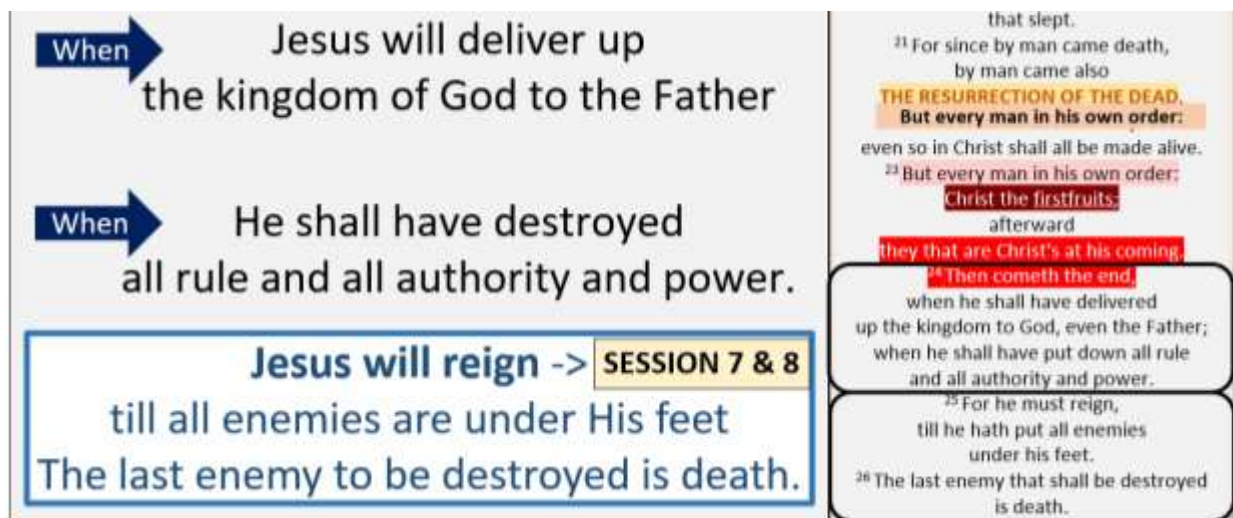 When
Jesus will deliver up
the kingdom of God to the Father
When
He shall have destroyed
all rule and all authority and power.
Jesus will reign -> SESSION 7 & 8
till all enemies are under His feet
The last enemy to be destroyed is death.
that slept.
21 For since by man came death,
by man came also
THE RESURRECTION OF THE DEAD.
But every man in his own order:
even so in Christ shall all be made alive.
23 But every man in his own order:
Christ the firstfruits;
afterward
they that are Christ's at his coming.
24 Then cometh the end,
when he shall have delivered
up the kingdom to God, even the Father;
when he shall have put down all rule
and all authority and power.
25 For he must reign,
till he hath put all enemies
under his feet.
26 The last enemy that shall be destroyed
is death.